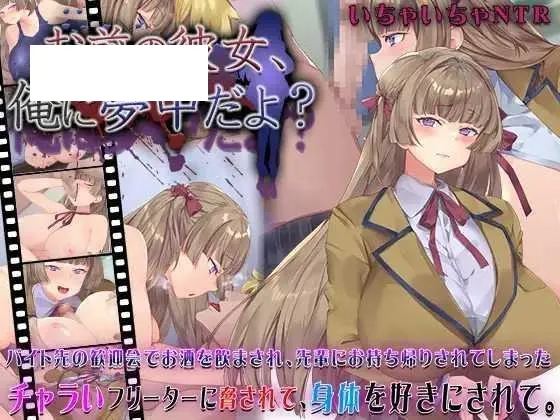 いちゃいちゃNTR
お前の彼女、
俺に夢中だよ？
バイト先の歓迎会でお酒を飲まされ、先輩にお持ち帰りされてしまった
チャラいフリーターに脅されて、身体を好きにされて。